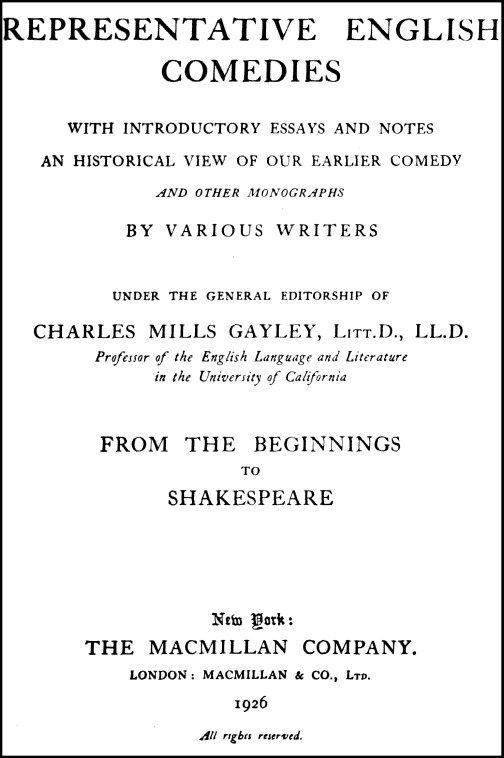 REPRESENTATIVE ENGLISH
COMEDIES
WITH INTRODUCTORY ESSAYS AND NOTES
AN HISTORICAL VIEW OF OUR EARLIER COMEDY
AND OTHER MONOGRAPHS
BY VARIOUS WRITERS
UNDER THE GENERAL EDITORSHIP OF
CHARLES MILLS GAYLEY, LITT.D., LL.D.
Professor of the English Language and Literature
in the University of California
FROM THE BEGINNINGS
TO
SHAKESPEARE
New York:
THE MACMILLAN COMPANY.
LONDON: MACMILLAN & CO., LTD.
1926
All rights reserved.